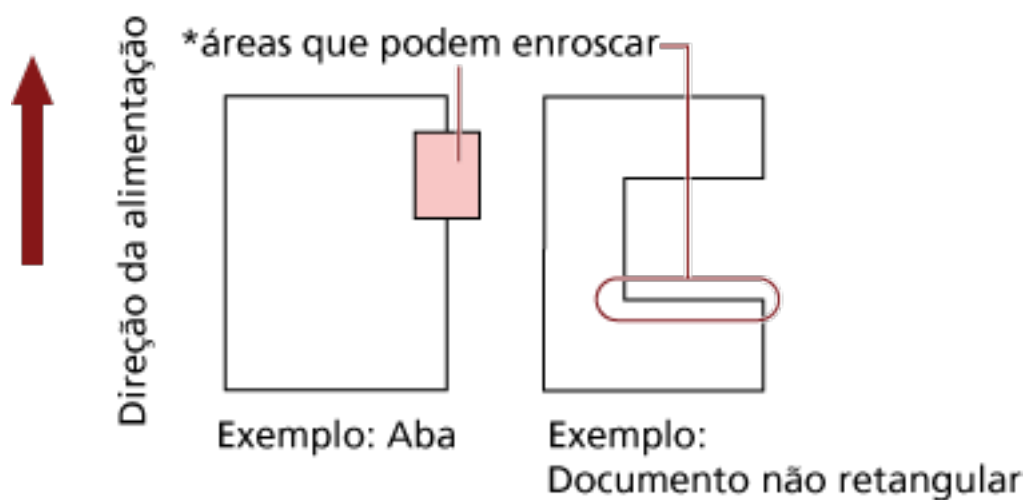 *áreas que podem enroscar
Direção da alimentação
Exemplo: Aba
Exemplo:
Documento não retangular